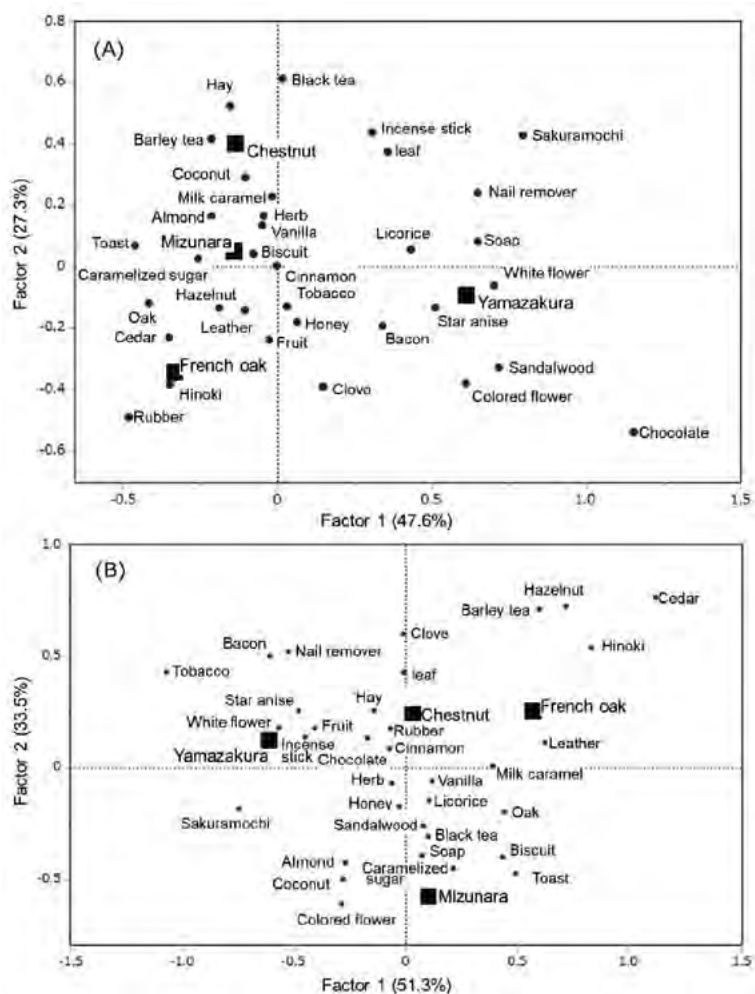 (A)
0.8
0.6
0.4
0.2
0
-0.2
-0.4
-0.6
Factor 2 (27.3%)
Black tea
Hay
Incense stick
Sakuramochi
Barley tea
Chestnut
leaf
Coconut
Milk caramel
Nail remover
Almond
Herb
Vanilla
Licorice
Soap
Toast
Mizunara
Biscuit
White flower
Caramelized sugar
Cinnamon
Hazelnut
Tobacco
Yamazakura
Oak
Leather
Honey
Star anise
Cedar
Fruit
Bacon
French oak
Sandalwood
Hinoki
Clove
Colored flower
Rubber
Chocolate
-0.5
0
0.5
1.0
1.5
Factor 1 (47.6%)
(B)
1.0
0.5
0
-0.5
Factor 2 (33.5%)
Hazelnut
Cedar
Barley tea
Clove
Bacon
Nail remover
Hinoki
Tobacco
leaf
Star anise
Hay
Chestnut
French oak
White flower
Fruit
Rubber
Yamazakura
Incense
stick
Cinnamon
Leather
Chocolate
Milk caramel
Herb
Vanilla
Honey
Licorice
Oak
Sakuramochi
Sandalwood
Black tea
Soap
Biscuit
Almond
Caramelized
sugar
Toast
Coconut
Mizunara
Colored flower
-1.5
-1.0
-0.5
0
0.5
1.0
1.5
Factor 1 (51.3%)